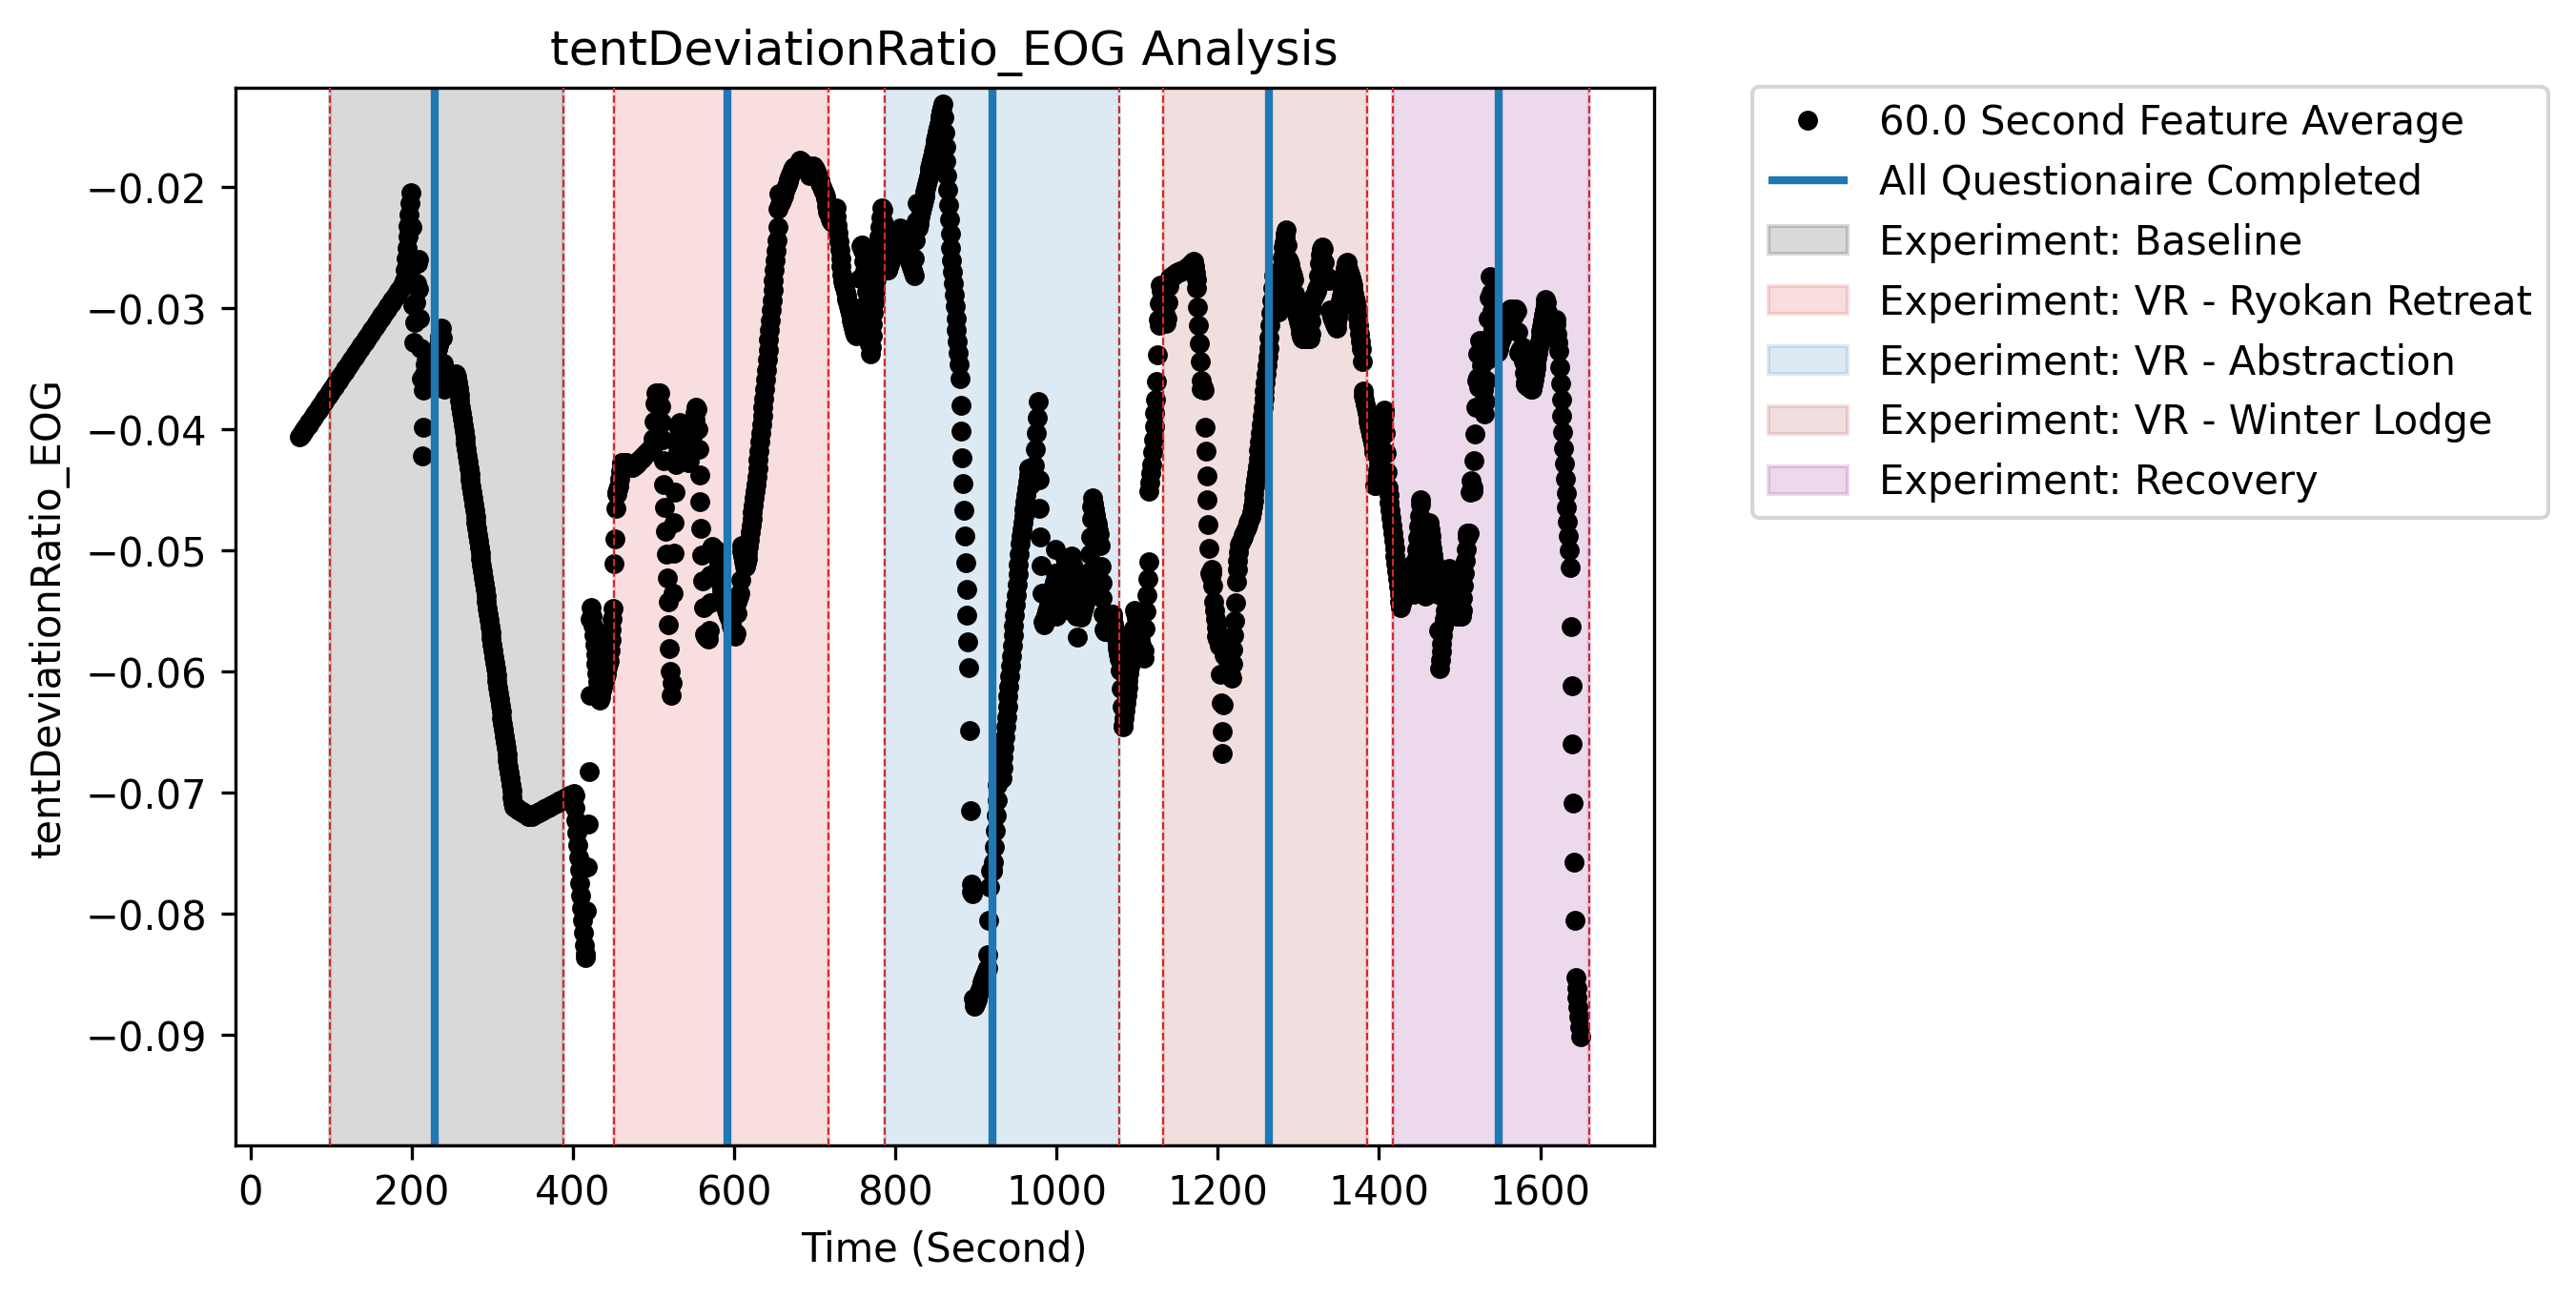 tentDeviationRatio_EOG Analysis
tentDeviationRatio_EOG
−0.02
−0.03
−0.04
−0.05
−0.06
−0.07
−0.08
−0.09
0 200 400 600 800 1000 1200 1400 1600
Time (Second)
60.0 Second Feature Average
All Questionaire Completed
Experiment: Baseline
Experiment: VR - Ryokan Retreat
Experiment: VR - Abstraction
Experiment: VR - Winter Lodge
Experiment: Recovery